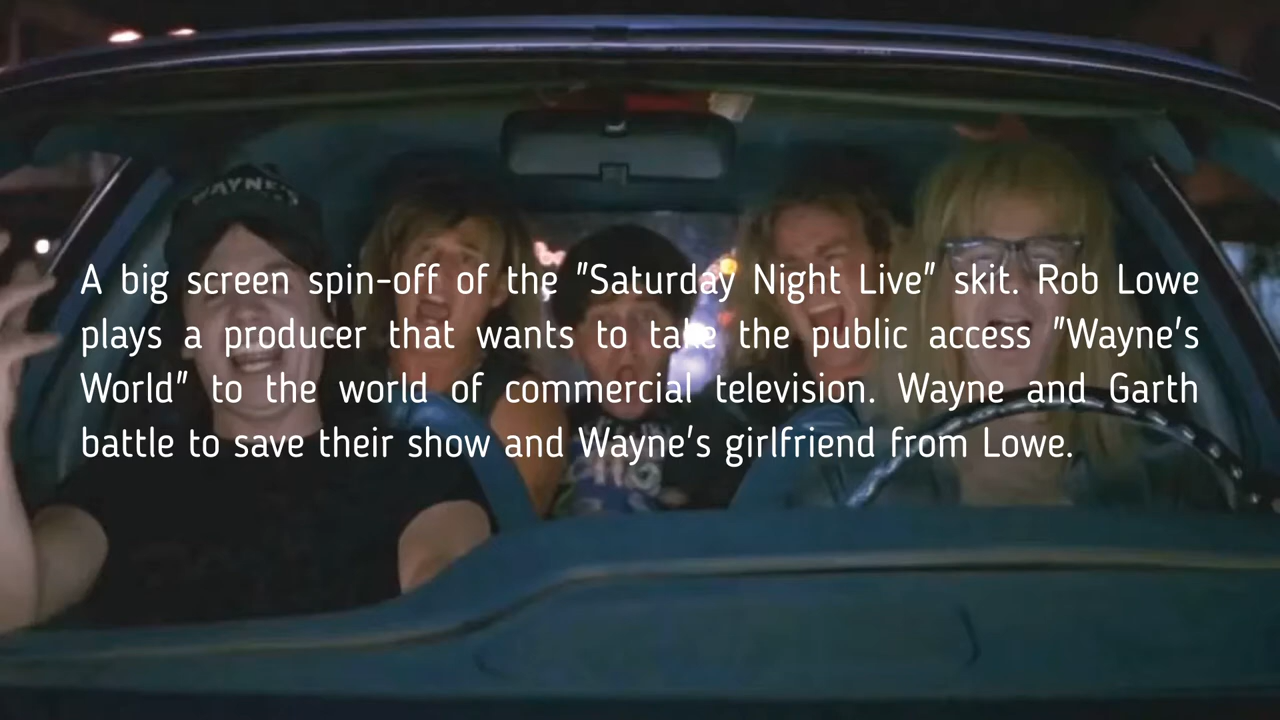 WAYNE'S
A big screen spin-off of the "Saturday Night Live" skit. Rob Lowe
plays a producer that wants to take the public access "Wayne's
World" to the world of commercial television. Wayne and Garth
battle to save their show and Wayne's girlfriend from Lowe.